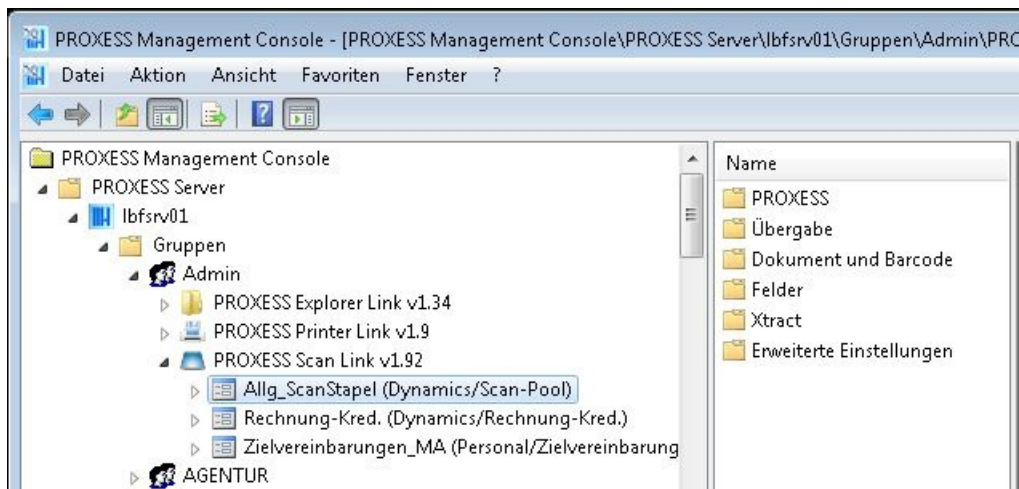 PROXESS Management Console - [PROXESS Management Console\PROXESS Server\lbfsrv01\Gruppen\Admin\PRO
Datei Aktion Ansicht Favoriten Fenster ?
PROXESS Management Console
PROXESS Server
lbfsrv01
Gruppen
Admin
PROXESS Explorer Link v1.34
PROXESS Printer Link v1.9
PROXESS Scan Link v1.92
Allg_ScanStapel (Dynamics/Scan-Pool)
Rechnung-Kred. (Dynamics/Rechnung-Kred.)
Zielvereinbarungen_MA (Personal/Zielvereinbarung
AGENTUR
Name
PROXESS
Übergabe
Dokument und Barcode
Felder
Xtract
Erweiterte Einstellungen